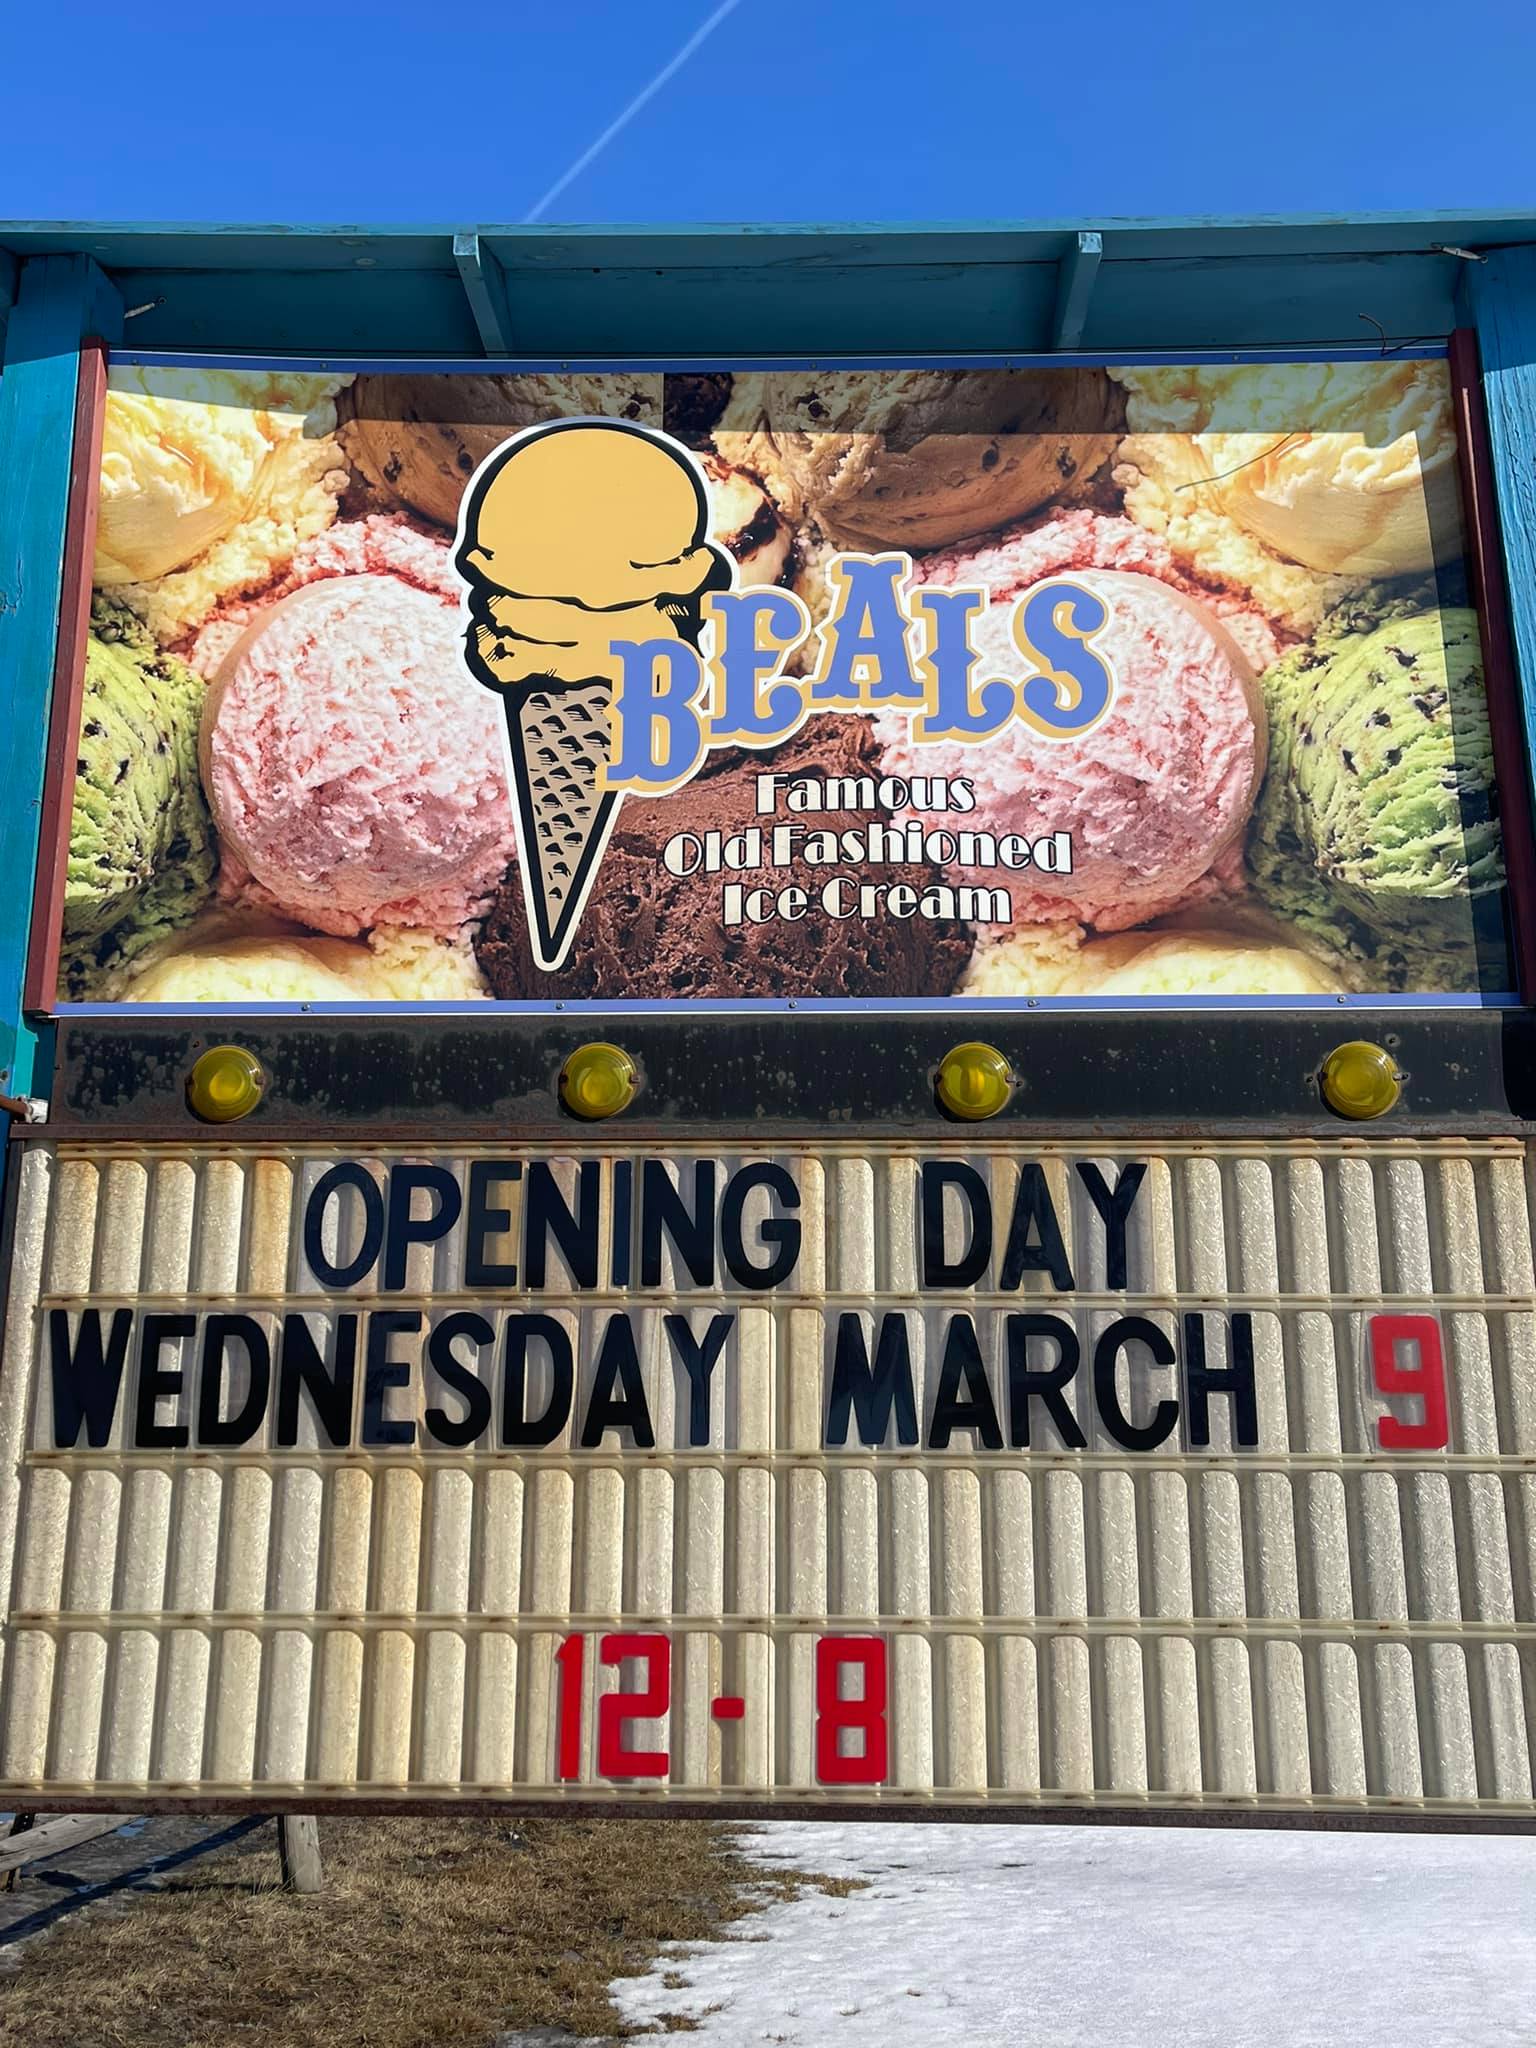 BEALS
Famous
Old Fashioned
Ice Cream
OPENING DAY
WEDNESDAY MARCH 9
12-8